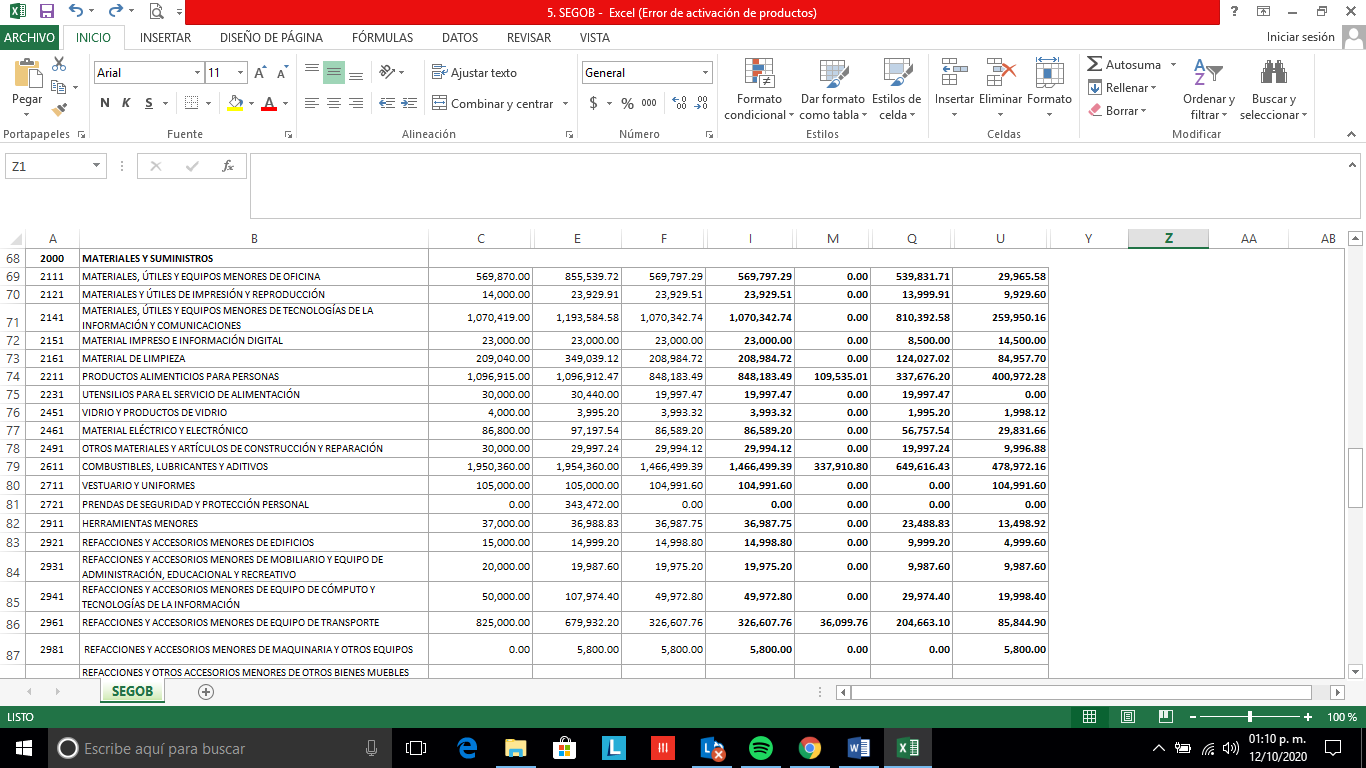 5. SEGOB - Excel (Error de activación de productos)
ARCHIVO INICIO INSERTAR DISEÑO DE PÁGINA FÓRMULAS DATOS REVISAR VISTA Iniciar sesión
Pegar
Portapapeles
Arial 11
N K S
Fuente
Ajustar texto
Combinar y centrar
Alineación
General
$ % 000
Número
Formato condicional
Dar formato como tabla
Estilos de celda
Estilos
Insertar Eliminar Formato
Celdas
Autosuma
Rellenar
Borrar
Ordenar y filtrar
Buscar y seleccionar
Modificar
Z1
fx
A B C E F I M Q U Y Z AA AB
68 2000 MATERIALES Y SUMINISTROS
69 2111 MATERIALES, ÚTILES Y EQUIPOS MENORES DE OFICINA 569,870.00 855,539.72 569,797.29 569,797.29 0.00 539,831.71 29,965.58
70 2121 MATERIALES Y ÚTILES DE IMPRESIÓN Y REPRODUCCIÓN 14,000.00 23,929.91 23,929.51 23,929.51 0.00 13,999.91 9,929.60
71 2141 MATERIALES, ÚTILES Y EQUIPOS MENORES DE TECNOLOGÍAS DE LA
INFORMACIÓN Y COMUNICACIONES 1,070,419.00 1,193,584.58 1,070,342.74 1,070,342.74 0.00 810,392.58 259,950.16
72 2151 MATERIAL IMPRESO E INFORMACIÓN DIGITAL 23,000.00 23,000.00 23,000.00 23,000.00 0.00 8,500.00 14,500.00
73 2161 MATERIAL DE LIMPIEZA 209,040.00 349,039.12 208,984.72 208,984.72 0.00 124,027.02 84,957.70
74 2211 PRODUCTOS ALIMENTICIOS PARA PERSONAS 1,096,915.00 1,096,912.47 848,183.49 848,183.49 109,535.01 337,676.20 400,972.28
75 2231 UTENSILIOS PARA EL SERVICIO DE ALIMENTACIÓN 30,000.00 30,440.00 19,997.47 19,997.47 0.00 19,997.47 0.00
76 2451 VIDRIO Y PRODUCTOS DE VIDRIO 4,000.00 3,995.20 3,993.32 3,993.32 0.00 1,995.20 1,998.12
77 2461 MATERIAL ELÉCTRICO Y ELECTRÓNICO 86,800.00 97,197.54 86,589.20 86,589.20 0.00 56,757.54 29,831.66
78 2491 OTROS MATERIALES Y ARTÍCULOS DE CONSTRUCCIÓN Y REPARACIÓN 30,000.00 29,997.24 29,994.12 29,994.12 0.00 19,997.24 9,996.88
79 2611 COMBUSTIBLES, LUBRICANTES Y ADITIVOS 1,950,360.00 1,954,360.00 1,466,499.39 1,466,499.39 337,910.80 649,616.43 478,972.16
80 2711 VESTUARIO Y UNIFORMES 105,000.00 105,000.00 104,991.60 104,991.60 0.00 0.00 104,991.60
81 2721 PRENDAS DE SEGURIDAD Y PROTECCIÓN PERSONAL 0.00 343,472.00 0.00 0.00 0.00 0.00 0.00
82 2911 HERRAMIENTAS MENORES 37,000.00 36,988.83 36,987.75 36,987.75 0.00 23,488.83 13,498.92
83 2921 REFACCIONES Y ACCESORIOS MENORES DE EDIFICIOS 15,000.00 14,999.20 14,998.80 14,998.80 0.00 9,999.20 4,999.60
84 2931 REFACCIONES Y ACCESORIOS MENORES DE MOBILIARIO Y EQUIPO DE
ADMINISTRACIÓN, EDUCACIONAL Y RECREATIVO 20,000.00 19,987.60 19,975.20 19,975.20 0.00 9,987.60 9,987.60
85 2941 REFACCIONES Y ACCESORIOS MENORES DE EQUIPO DE CÓMPUTO Y
TECNOLOGÍAS DE LA INFORMACIÓN 50,000.00 107,974.40 49,972.80 49,972.80 0.00 29,974.40 19,998.40
86 2961 REFACCIONES Y ACCESORIOS MENORES DE EQUIPO DE TRANSPORTE 825,000.00 679,932.20 326,607.76 326,607.76 36,099.76 204,663.10 85,844.90
87 2981 REFACCIONES Y ACCESORIOS MENORES DE MAQUINARIA Y OTROS EQUIPOS 0.00 5,800.00 5,800.00 5,800.00 0.00 0.00 5,800.00
REFACCIONES Y OTROS ACCESORIOS MENORES DE OTROS BIENES MUEBLES
SEGOB
LISTO 100 %
Escribe aquí para buscar
01:10 p. m.
12/10/2020